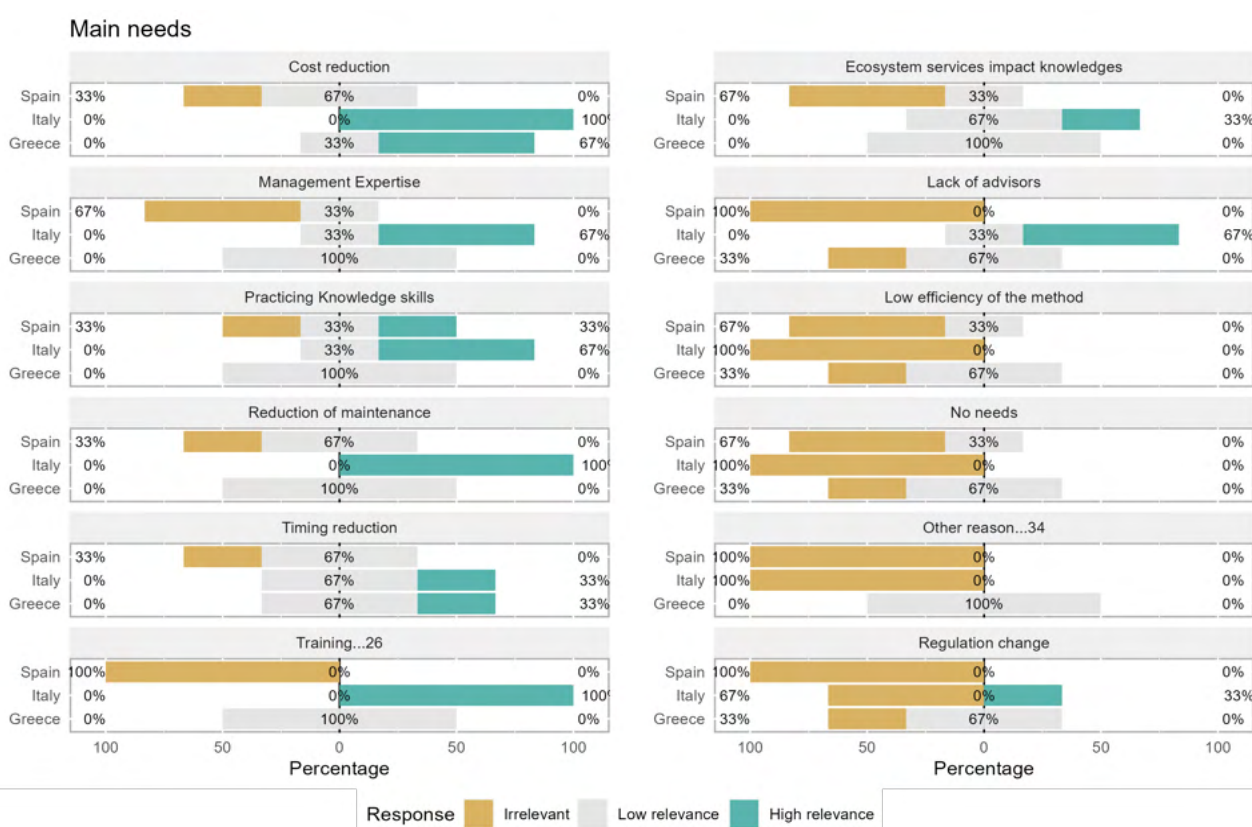 Main needs
Cost reduction
Spain 33% 67% 0%
Italy 0% 0% 100%
Greece 0% 33% 67%
Management Expertise
Spain 67% 33% 0%
Italy 0% 33% 67%
Greece 0% 100% 0%
Practicing Knowledge skills
Spain 33% 33% 33%
Italy 0% 33% 67%
Greece 0% 100% 0%
Reduction of maintenance
Spain 33% 67% 0%
Italy 0% 0% 100%
Greece 0% 100% 0%
Timing reduction
Spain 33% 67% 0%
Italy 0% 67% 33%
Greece 0% 67% 33%
Training...26
Spain 100% 0% 0%
Italy 0% 0% 100%
Greece 0% 100% 0%
100 50 0 50 100
Percentage
Ecosystem services impact knowledges
Spain 67% 33% 0%
Italy 0% 67% 33%
Greece 0% 100% 0%
Lack of advisors
Spain 100% 0% 0%
Italy 0% 33% 67%
Greece 33% 67% 0%
Low efficiency of the method
Spain 67% 33% 0%
Italy 100% 0% 0%
Greece 33% 67% 0%
No needs
Spain 67% 33% 0%
Italy 100% 0% 0%
Greece 33% 67% 0%
Other reason...34
Spain 100% 0% 0%
Italy 100% 0% 0%
Greece 0% 100% 0%
Regulation change
Spain 100% 0% 0%
Italy 67% 0% 33%
Greece 33% 67% 0%
100 50 0 50 100
Percentage
Response Irrelevant Low relevance High relevance